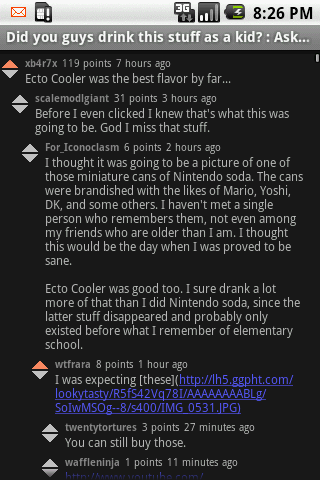 3G
8:26 PM
Did you guys drink this stuff as a kid? : Ask...
xb4r7x 119 points 7 hours ago
Ecto Cooler was the best flavor by far...
scalemodlgiant 31 points 3 hours ago
Before I even clicked I knew that's what this
going to be. God I miss that stuff.
For_Iconoclasm 6 points 2 hours ago
I thought it was going to be a picture of one of
those miniature cans of Nintendo soda. The cans
were brandished with the likes of Mario, Yoshi,
DK, and some others. I haven't met a single
person who remembers them, not even among
my friends who are older than I am. I thought
this would be the day when I was proved to be
sane.
Ecto Cooler was good too. I sure drank a lot
more of that than I did Nintendo soda, since the
latter stuff disappeared and probably only
existed before what I remember of elementary
school.
wtfrara 8 points 1 hour ago
I was expecting [these](http://lh5.ggpht.com/
lookytasty/R5fS42Vq78I/AAAAAAAABLg/
SoIwMSOg--8/s400/IMG_0531.JPG)
twentytortures 3 points 27 minutes ago
You can still buy those.
waffleninja 1 points 11 minutes ago
http://www.youtube.com/